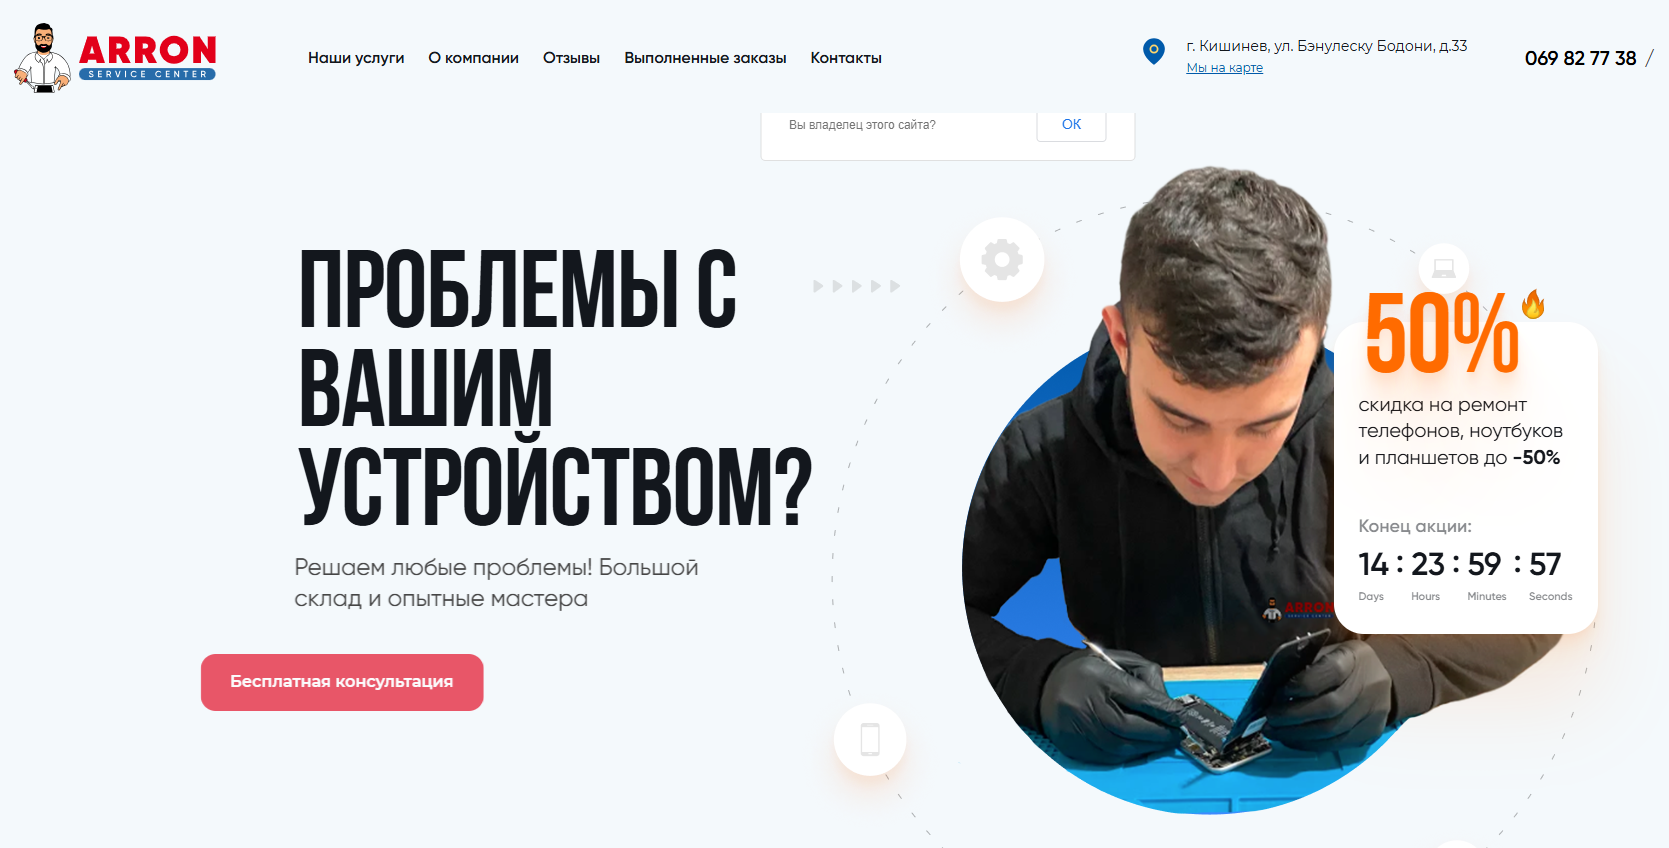 ARRON
SERVICE CENTER
Наши услуги
О компании
Отзывы
Выполненные заказы
Контакты
г. Кишинев, ул. Бэнулеску Бодони, д.33
Мы на карте
069 82 77 38 /
Вы владелец этого сайта?
ОК
ПРОБЛЕМЫ С
ВАШИМ
УСТРОЙСТВОМ?
Решаем любые проблемы! Большой
склад и опытные мастера
Бесплатная консультация
50%🔥
скидка на ремонт
телефонов, ноутбуков
и планшетов до -50%
Конец акции:
14 : 23 : 59 : 57
Days Hours Minutes Seconds
ARRON
SERVICE CENTER